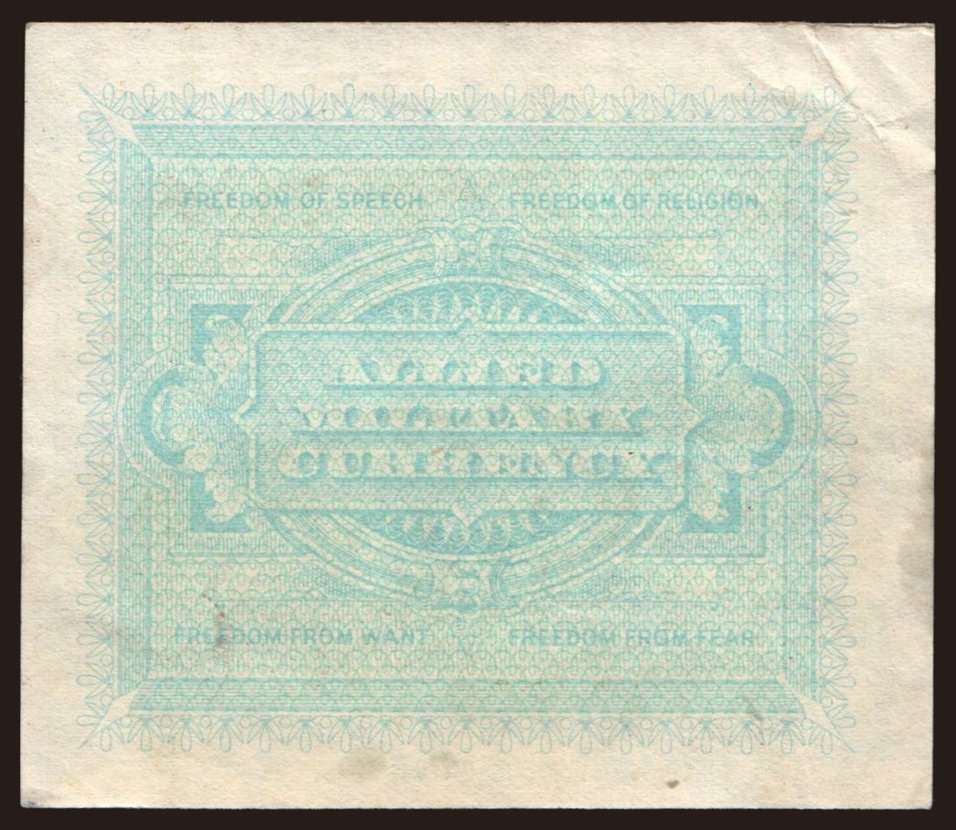 FREEDOM OF SPEECH FREEDOM OF RELIGION
ALLIED
MILITARY
CURRENCY
FREEDOM FROM WANT FREEDOM FROM FEAR